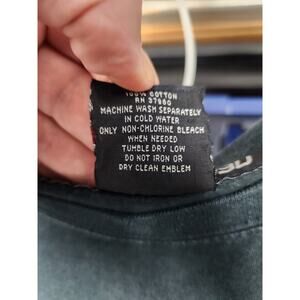 100% COTTON
RN 37980
MACHINE WASH SEPARATELY
IN COLD WATER
ONLY NON-CHLORINE BLEACH
WHEN NEEDED
TUMBLE DRY LOW
DO NOT IRON OR
DRY CLEAN EMBLEM